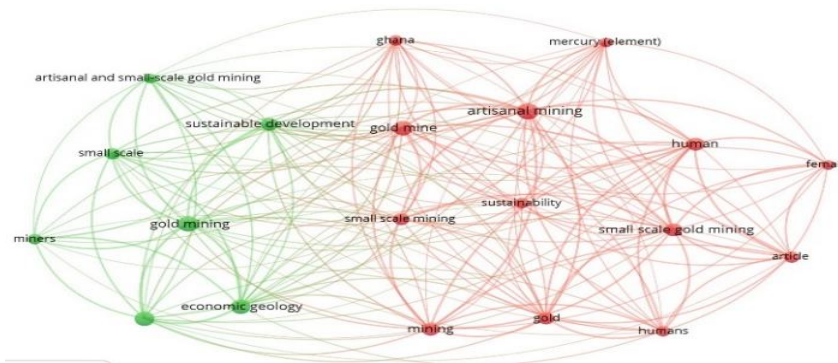 ghana
mercury (element)
artisanal and small-scale gold mining
artisanal mining
sustainable development
gold mine
human
small scale
fema
sustainability
small scale mining
gold mining
small scale gold mining
miners
article
economic geology
gold
mining
humans